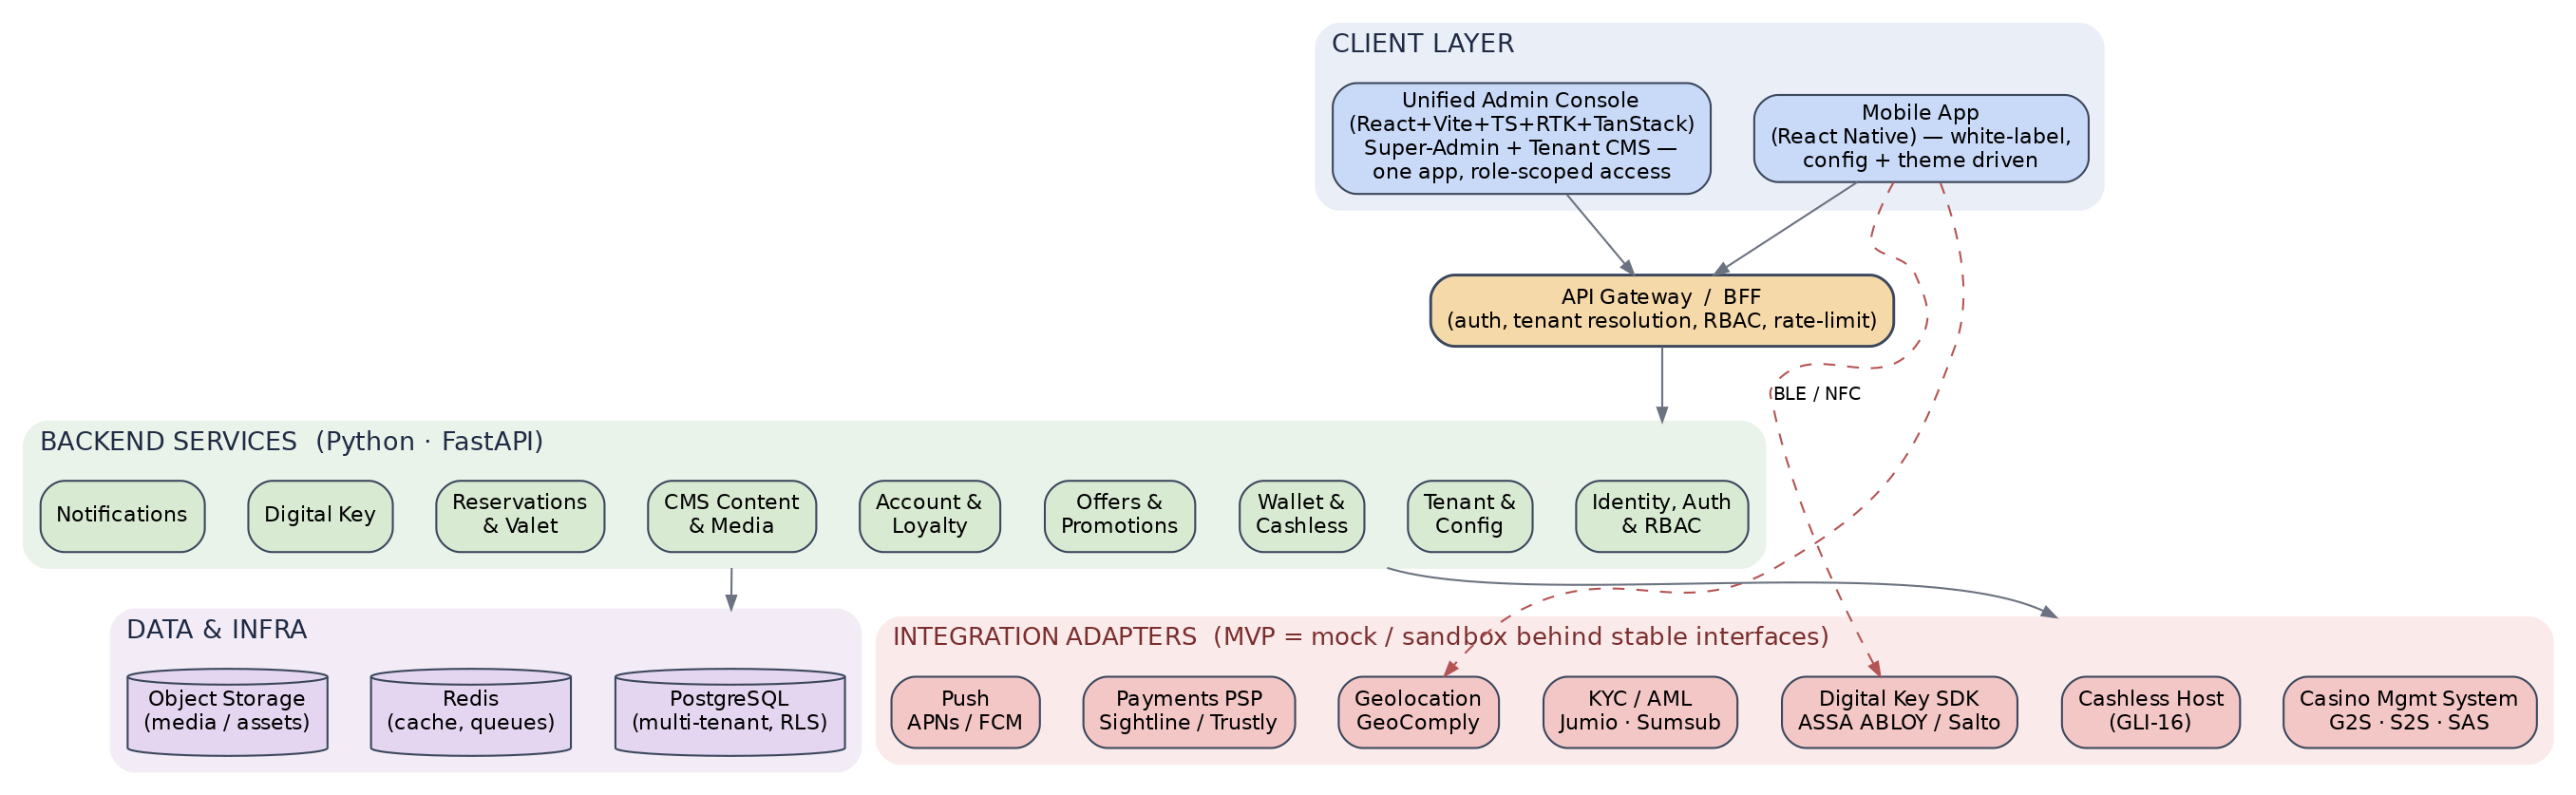 CLIENT LAYER
Unified Admin Console
(React+Vite+TS+RTK+TanStack)
Super-Admin + Tenant CMS —
one app, role-scoped access
Mobile App
(React Native) — white-label,
config + theme driven
API Gateway  /  BFF
(auth, tenant resolution, RBAC, rate-limit)
BLE / NFC
BACKEND SERVICES  (Python · FastAPI)
Notifications
Digital Key
Reservations
& Valet
CMS Content
& Media
Account &
Loyalty
Offers &
Promotions
Wallet &
Cashless
Tenant &
Config
Identity, Auth
& RBAC
DATA & INFRA
Object Storage
(media / assets)
Redis
(cache, queues)
PostgreSQL
(multi-tenant, RLS)
INTEGRATION ADAPTERS  (MVP = mock / sandbox behind stable interfaces)
Push
APNs / FCM
Payments PSP
Sightline / Trustly
Geolocation
GeoComply
KYC / AML
Jumio · Sumsub
Digital Key SDK
ASSA ABLOY / Salto
Cashless Host
(GLI-16)
Casino Mgmt System
G2S · S2S · SAS